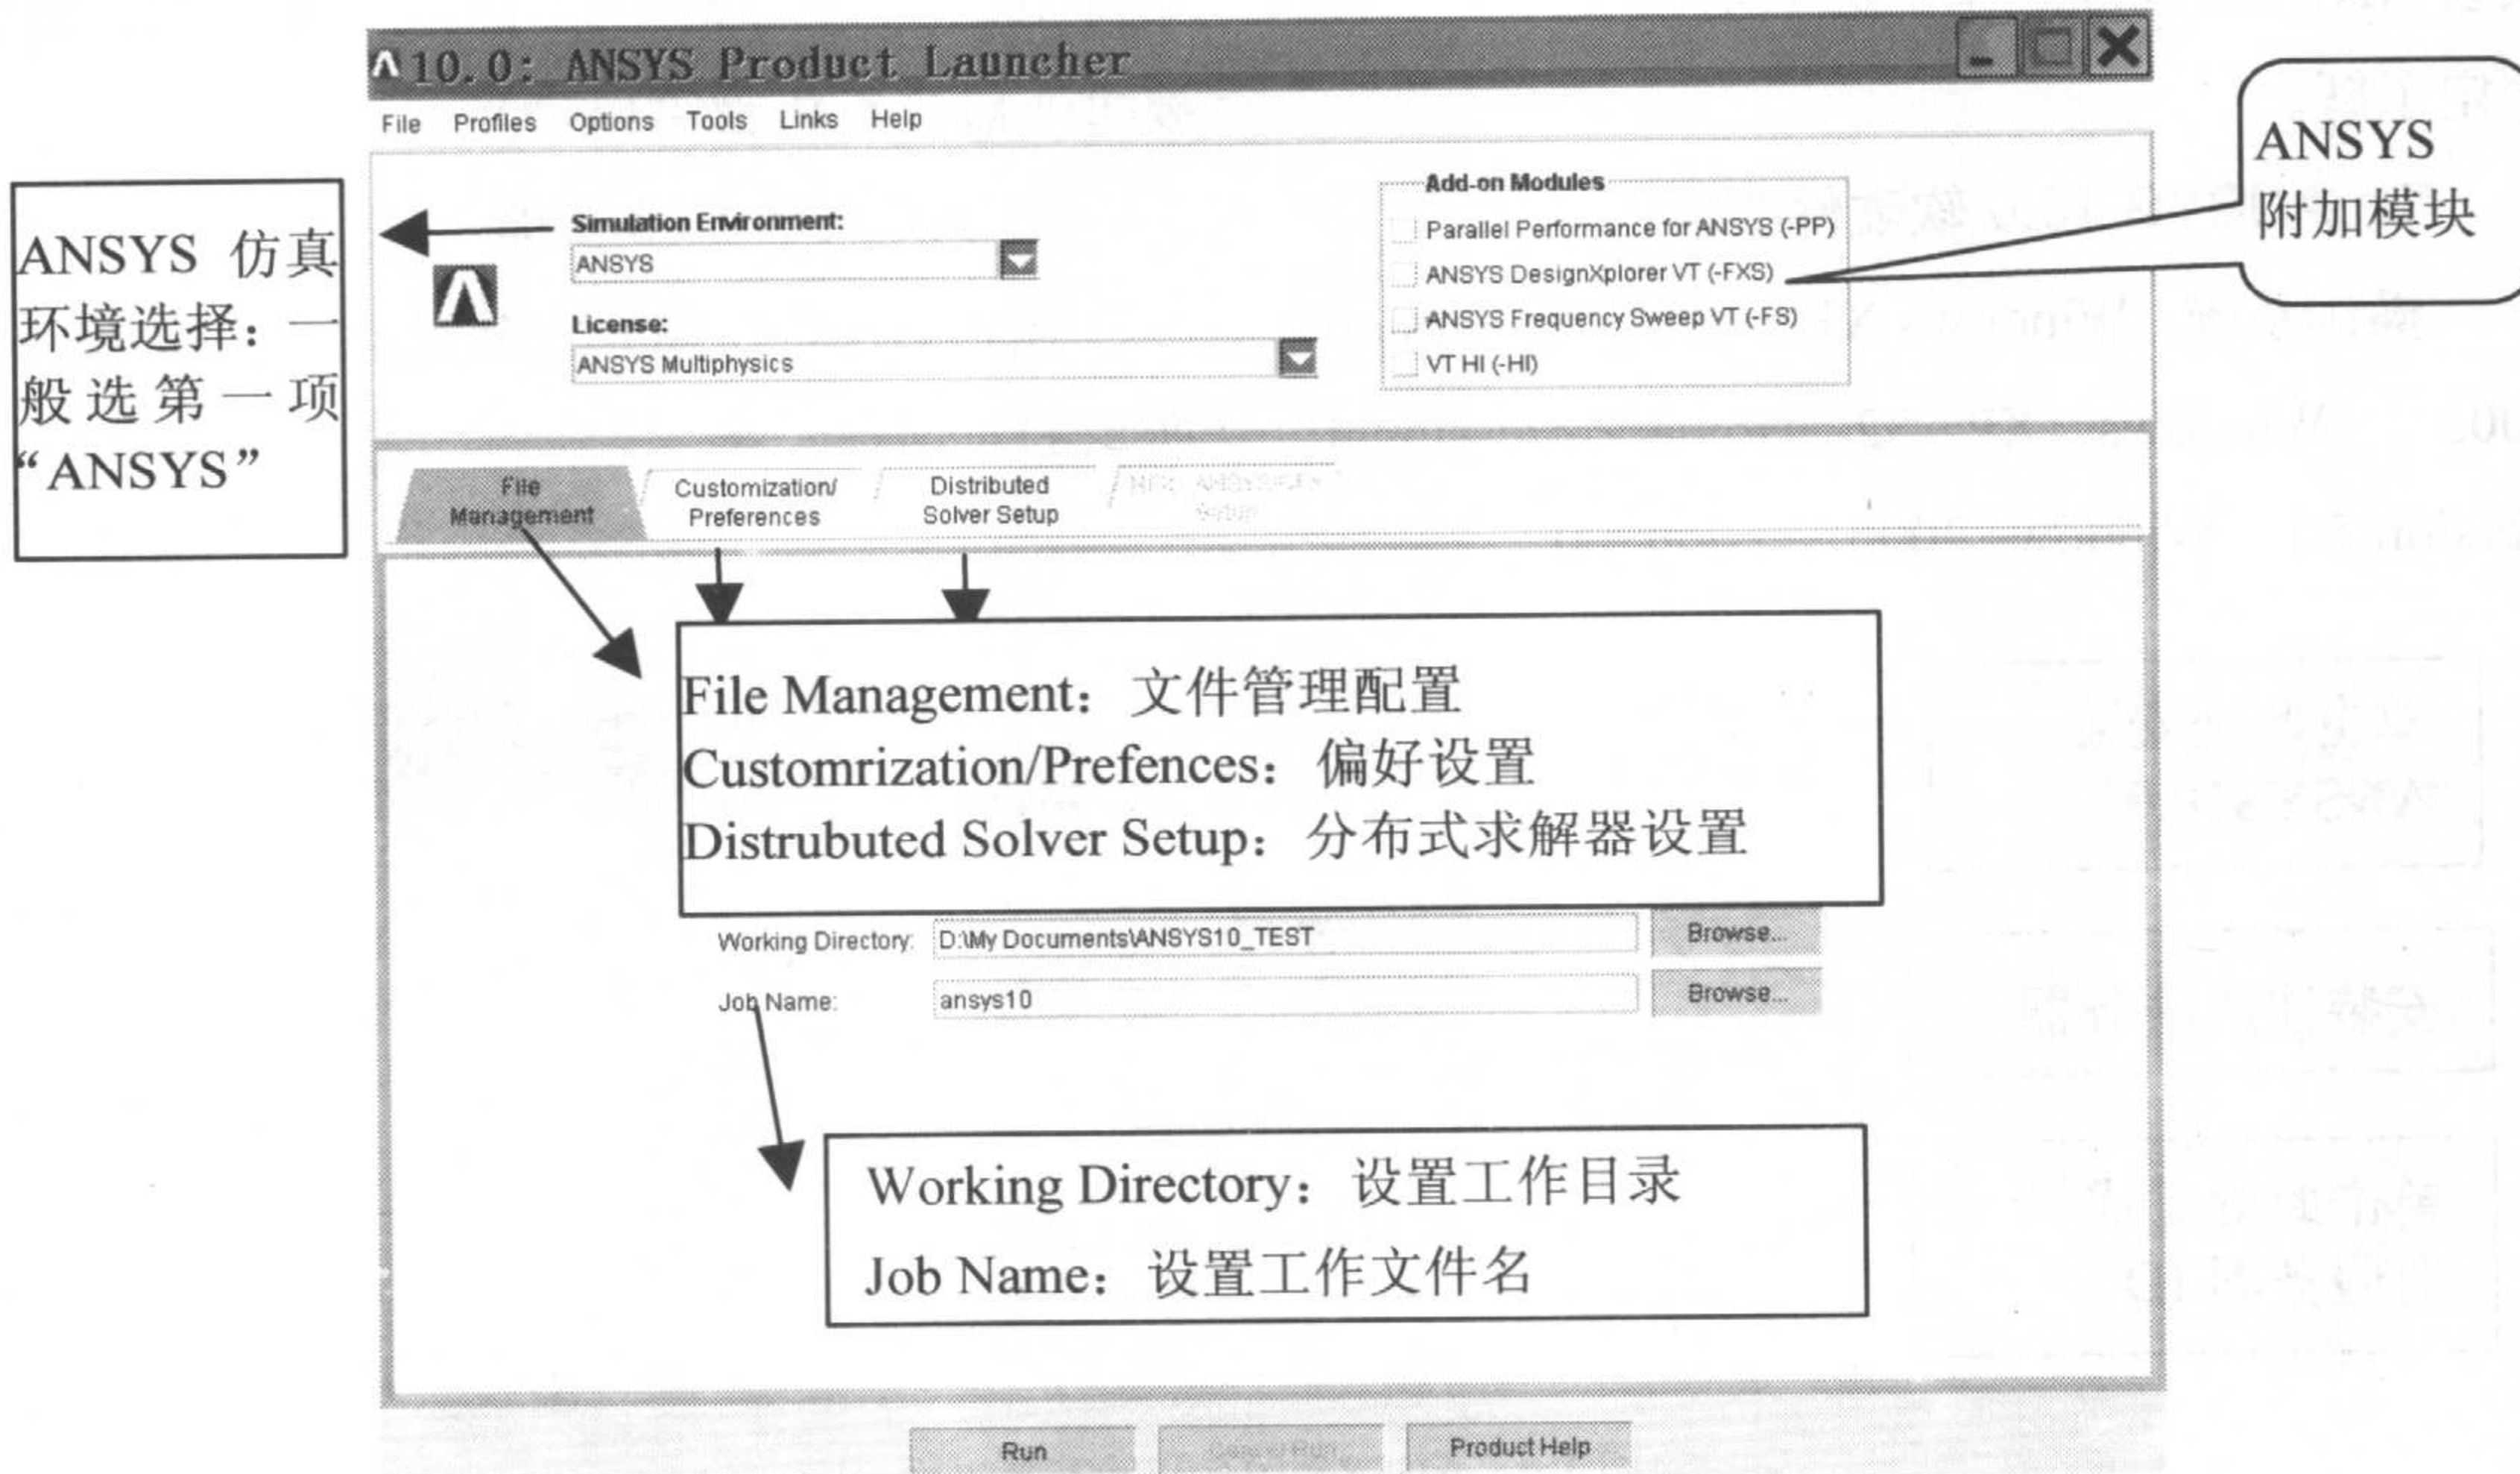 10.0: ANSYS Product Launcher
File Profiles Options Tools Links Help
ANSYS 仿真
环境选择：一
般选第一项
“ANSYS”
Simulation Environment:
ANSYS
License:
ANSYS Multiphysics
Add-on Modules
Parallel Performance for ANSYS (-PP)
ANSYS DesignXplorer VT (-FXS)
ANSYS Frequency Sweep VT (-FS)
VT HI (-HI)
ANSYS
附加模块
File
Management
Customization/
Preferences
Distributed
Solver Setup
File Management：文件管理配置
Customrization/Prefences：偏好设置
Distrubuted Solver Setup：分布式求解器设置
Working Directory: D:\My Documents\ANSYS10_TEST Browse...
Job Name: ansys10 Browse...
Working Directory：设置工作目录
Job Name：设置工作文件名
Run
Product Help